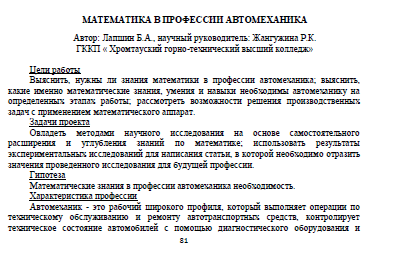 МАТЕМАТИКА В ПРОФЕССИИ АВТОМЕХАНИКА
Автор: Лапшин Б.А., научный руководитель: Жангужина Р.К.
ГККП « Хромтауский горно-технический высший колледж»
Цели работы
Выяснить, нужны ли знания математики в профессии автомеханика; выяснить,
какие именно математические знания, умения и навыки необходимы автомеханику на
определенных этапах работы; рассмотреть возможности решения производственных
задач с применением математического аппарат.
Задачи проекта
Овладеть методами научного исследования на основе самостоятельного
расширения и углубления знаний по математике; использовать результаты
экспериментальных исследований для написания статьи, в которой необходимо отразить
значения проведенного исследования для будущей профессии.
Гипотеза
Математические знания в профессии автомеханика необходимость.
Характеристика профессии
Автомеханик - это рабочий широкого профиля, который выполняет операции по
техническому обслуживанию и ремонту автотранспортных средств, контролирует
техническое состояние автомобилей с помощью диагностического оборудования и
81